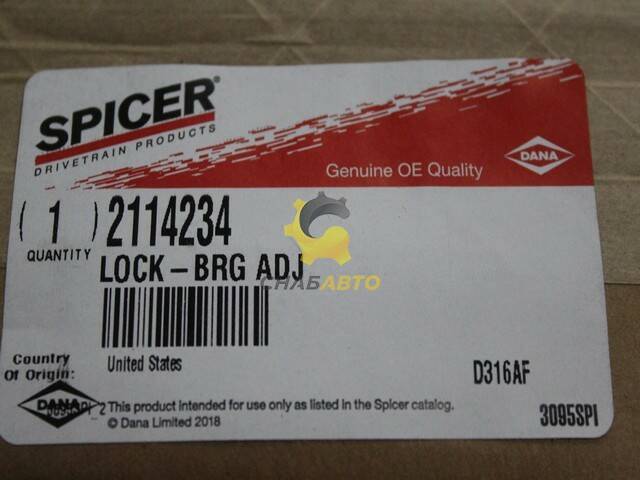 SPICER®
DRIVETRAIN PRODUCTS
Genuine OE Quality
DANA
( 1 ) 2114234
QUANTITY
LOCK-BRG ADJ
СНАБАВТО
Country
Of Origin:
United States
D316AF
DANA
2 This product intended for use only as listed in the Spicer catalog.
© Dana Limited 2018
3095SPI